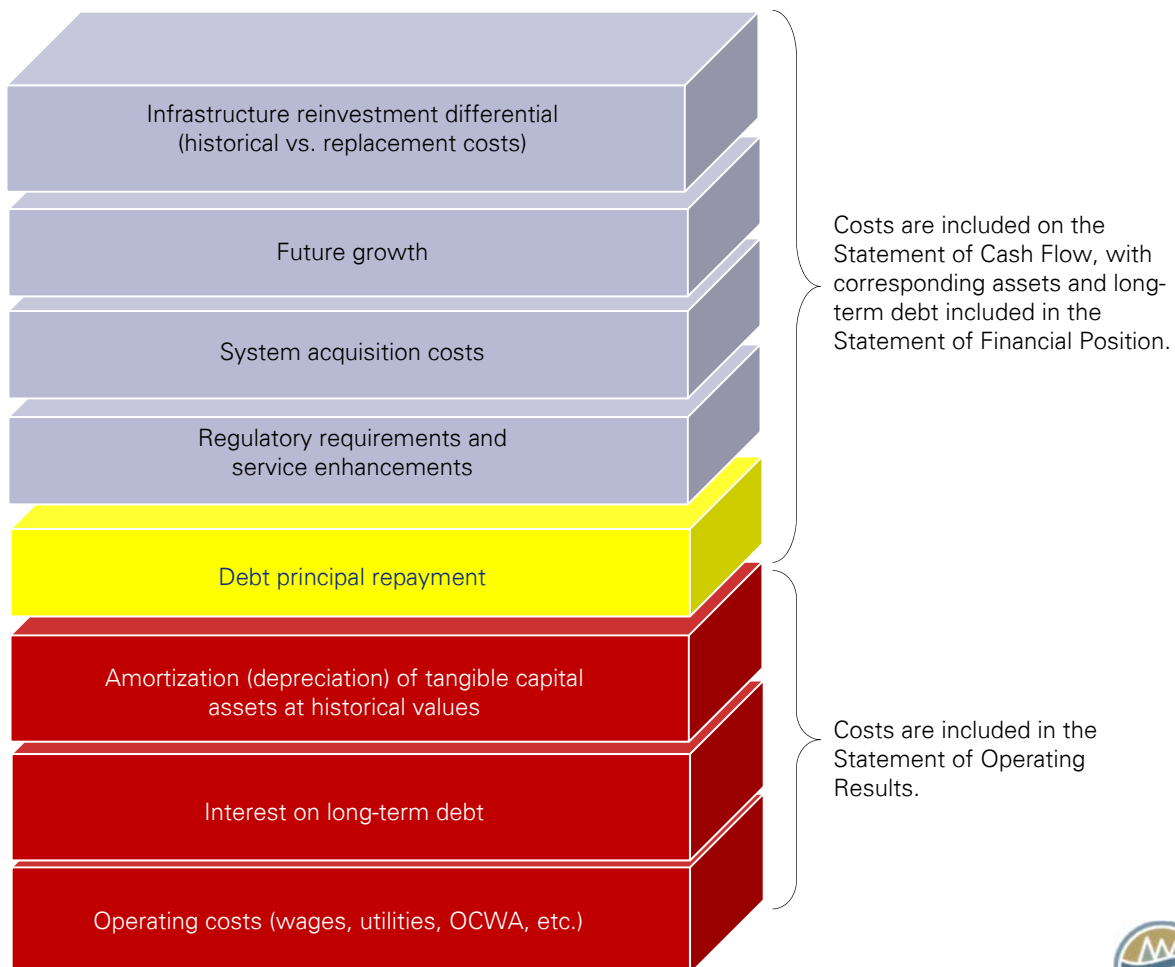 Infrastructure reinvestment differential
(historical vs. replacement costs)
Future growth
System acquisition costs
Regulatory requirements and
service enhancements
Debt principal repayment
Amortization (depreciation) of tangible capital
assets at historical values
Interest on long-term debt
Operating costs (wages, utilities, OCWA, etc.)
Costs are included on the
Statement of Cash Flow, with
corresponding assets and long-
term debt included in the
Statement of Financial Position.
Costs are included in the
Statement of Operating
Results.